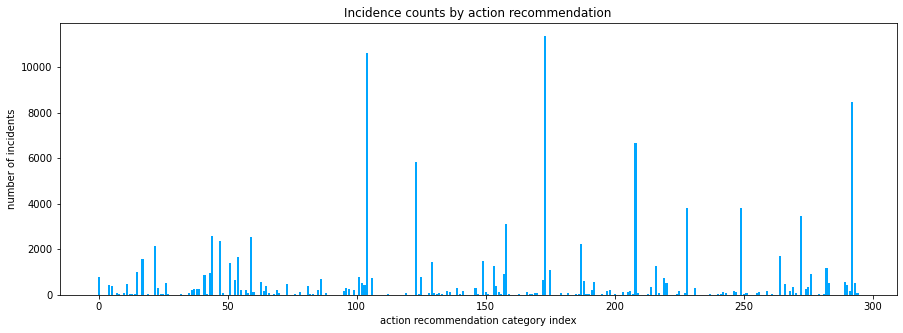 Incidence counts by action recommendation
number of incidents
10000
8000
6000
4000
2000
0
0 50 100 150 200 250 300
action recommendation category index